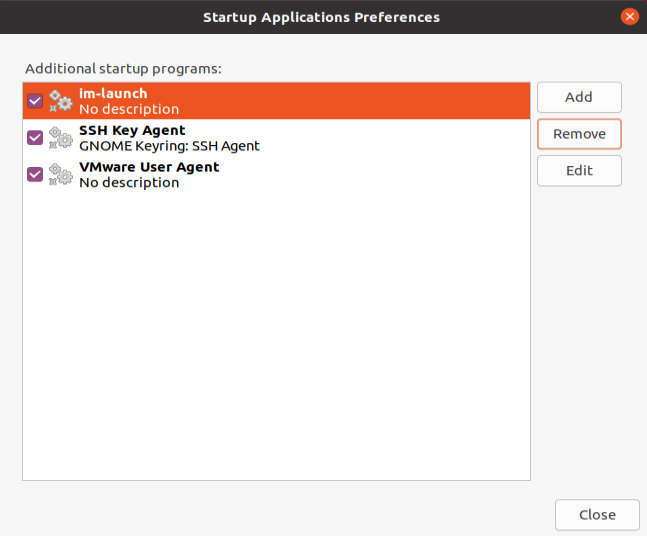 Startup Applications Preferences
Additional startup programs:
im-launch
No description
SSH Key Agent
GNOME Keyring: SSH Agent
VMware User Agent
No description
Add
Remove
Edit
Close